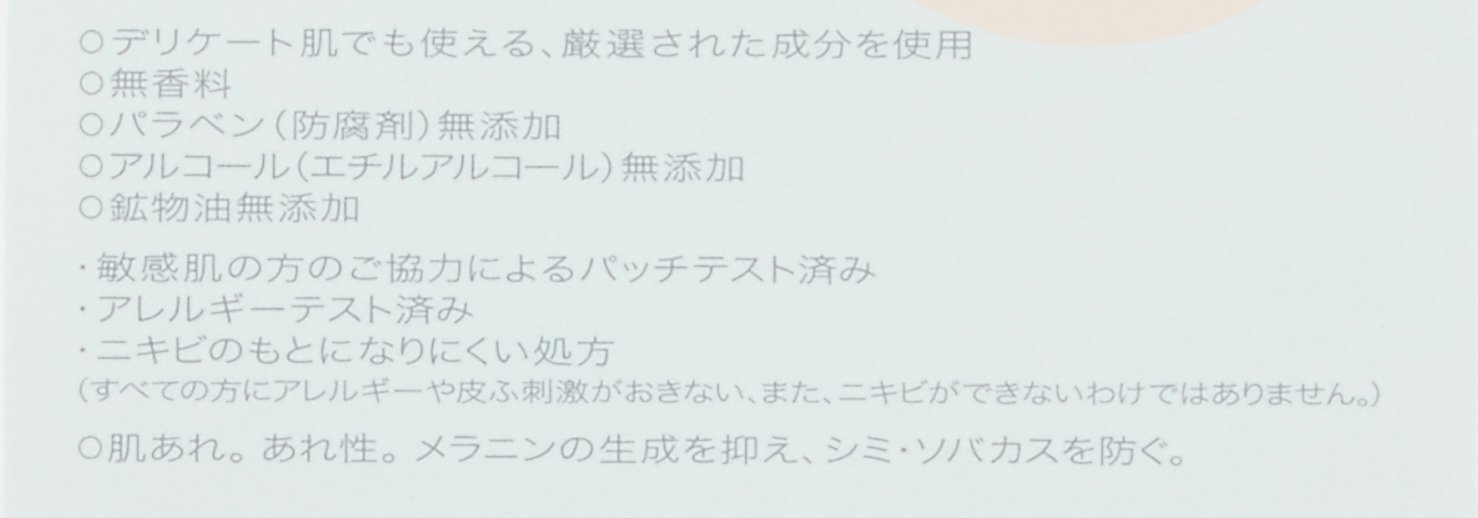 ○デリケート肌でも使える、厳選された成分を使用
○無香料
○パラベン(防腐剤)無添加
○アルコール(エチルアルコール)無添加
○鉱物油無添加
・敏感肌の方のご協力によるパッチテスト済み
・アレルギーテスト済み
・ニキビのもとになりにくい処方
(すべての方にアレルギーや皮ふ刺激がおきない、また、ニキビができないわけではありません。)
○肌あれ。あれ性。メラニンの生成を抑え、シミ・ソバカスを防ぐ。